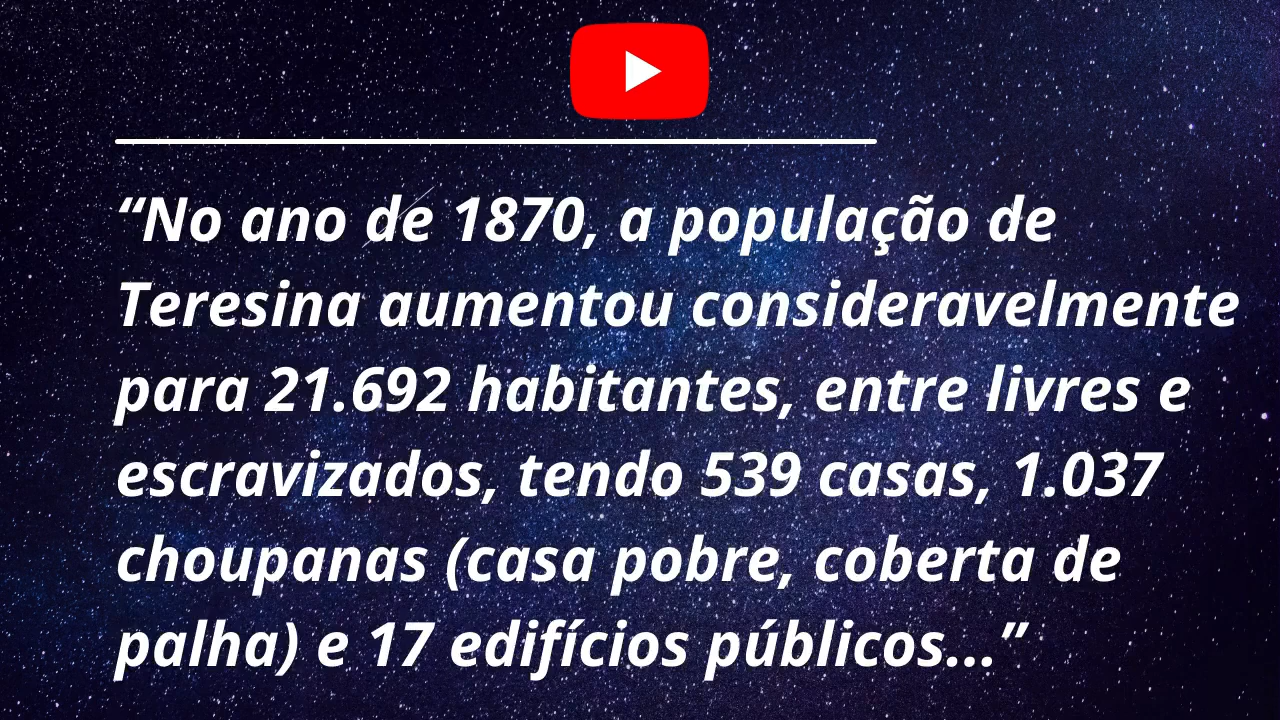 “No ano de 1870, a população de
Teresina aumentou consideravelmente
para 21.692 habitantes, entre livres e
escravizados, tendo 539 casas, 1.037
choupanas (casa pobre, coberta de
palha) e 17 edifícios públicos...”